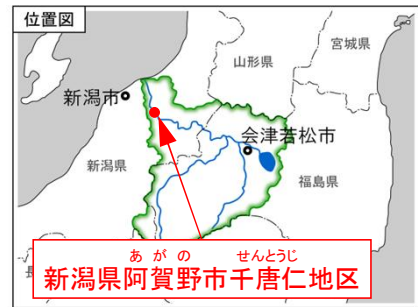 位置図
宮城県
山形県
新潟市
会津若松市
新潟県
福島県
長
あがの せんとうじ
新潟県阿賀野市千唐仁地区